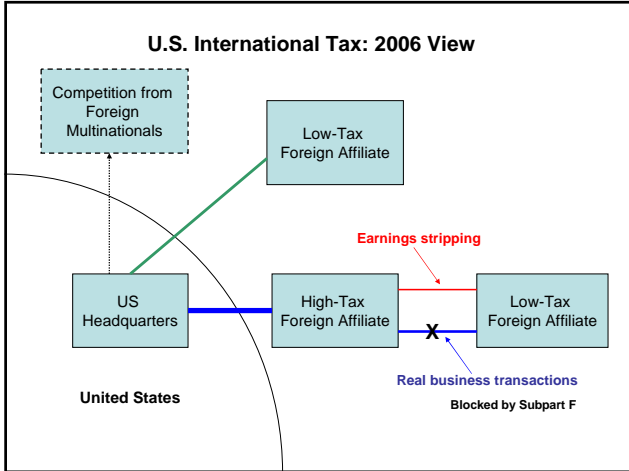 U.S. International Tax: 2006 View
Competition from
Foreign
Multinationals
Low-Tax
Foreign Affiliate
Earnings stripping
US
Headquarters
High-Tax
Foreign Affiliate
Low-Tax
Foreign Affiliate
X
Real business transactions
United States
Blocked by Subpart F